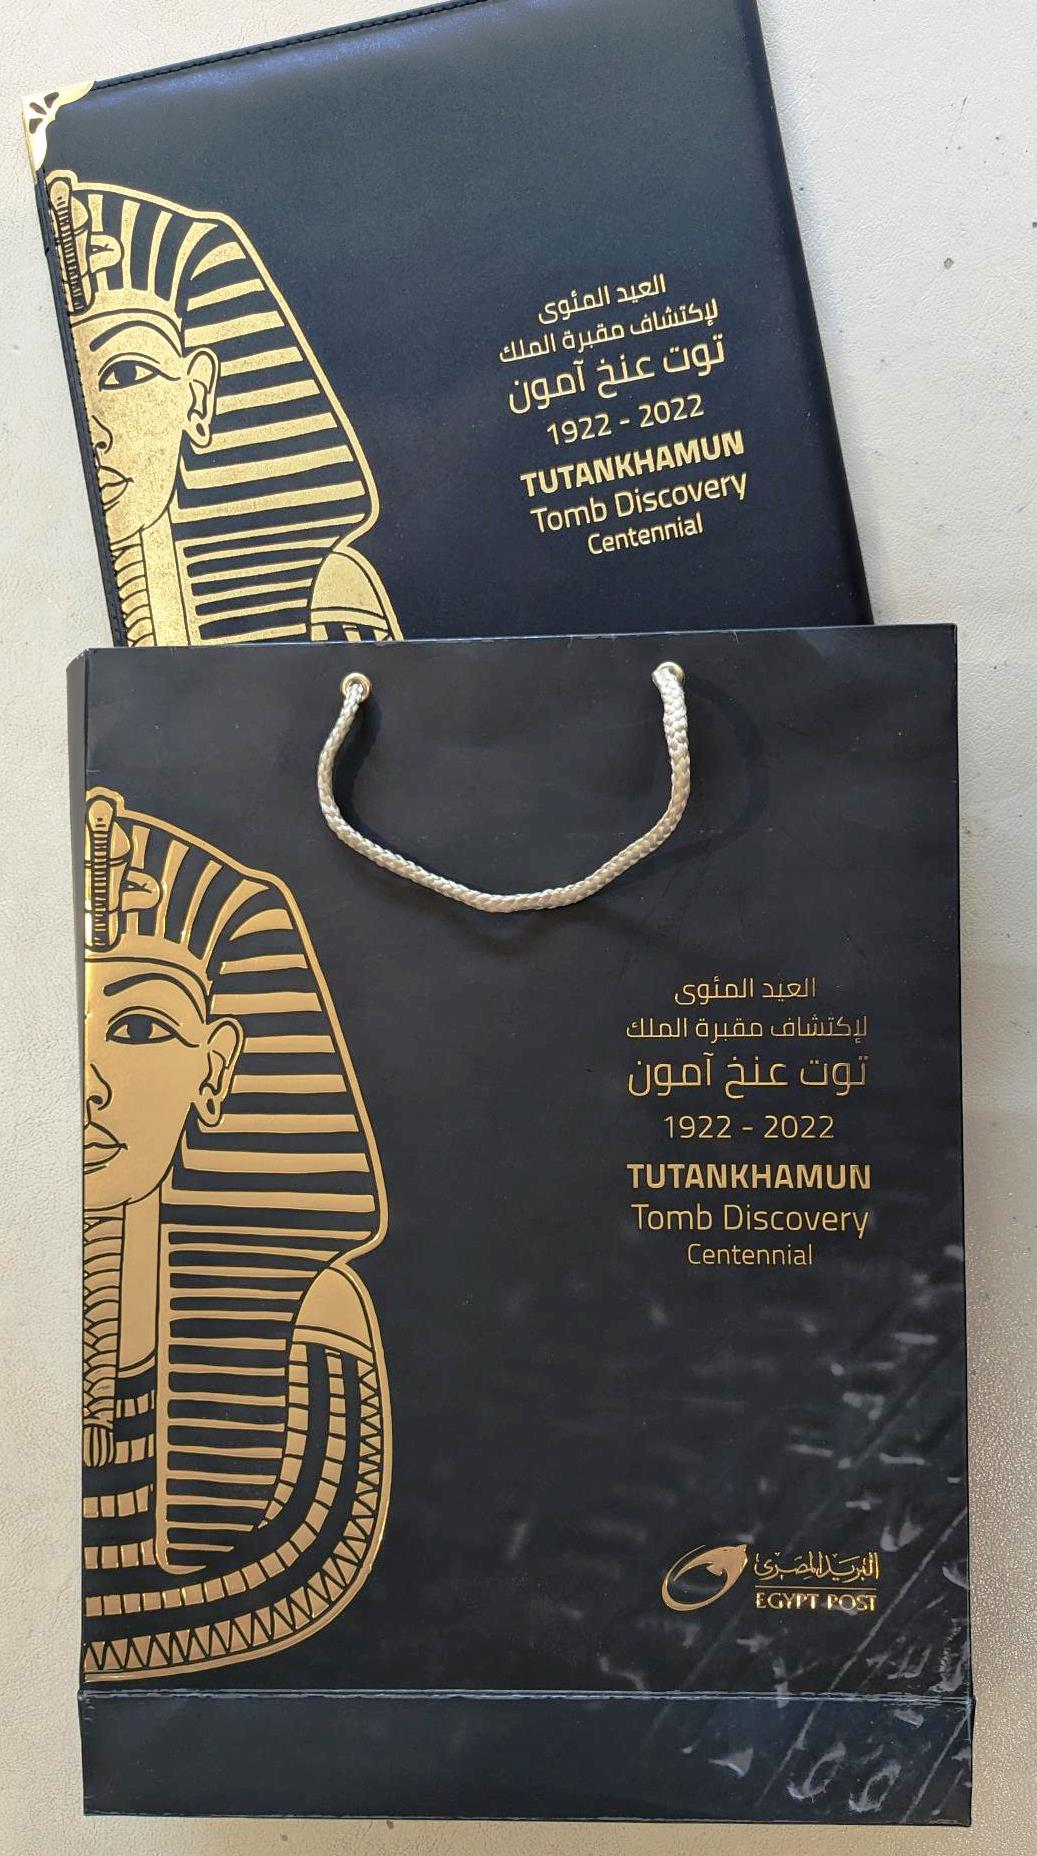 العيد المئوى
لإكتشاف مقبرة الملك
توت عنخ آمون
1922 - 2022
TUTANKHAMUN
Tomb Discovery
Centennial
العيد المئوى
لإكتشاف مقبرة الملك
توت عنخ آمون
1922 - 2022
TUTANKHAMUN
Tomb Discovery
Centennial
البريد المصرى
EGYPT POST